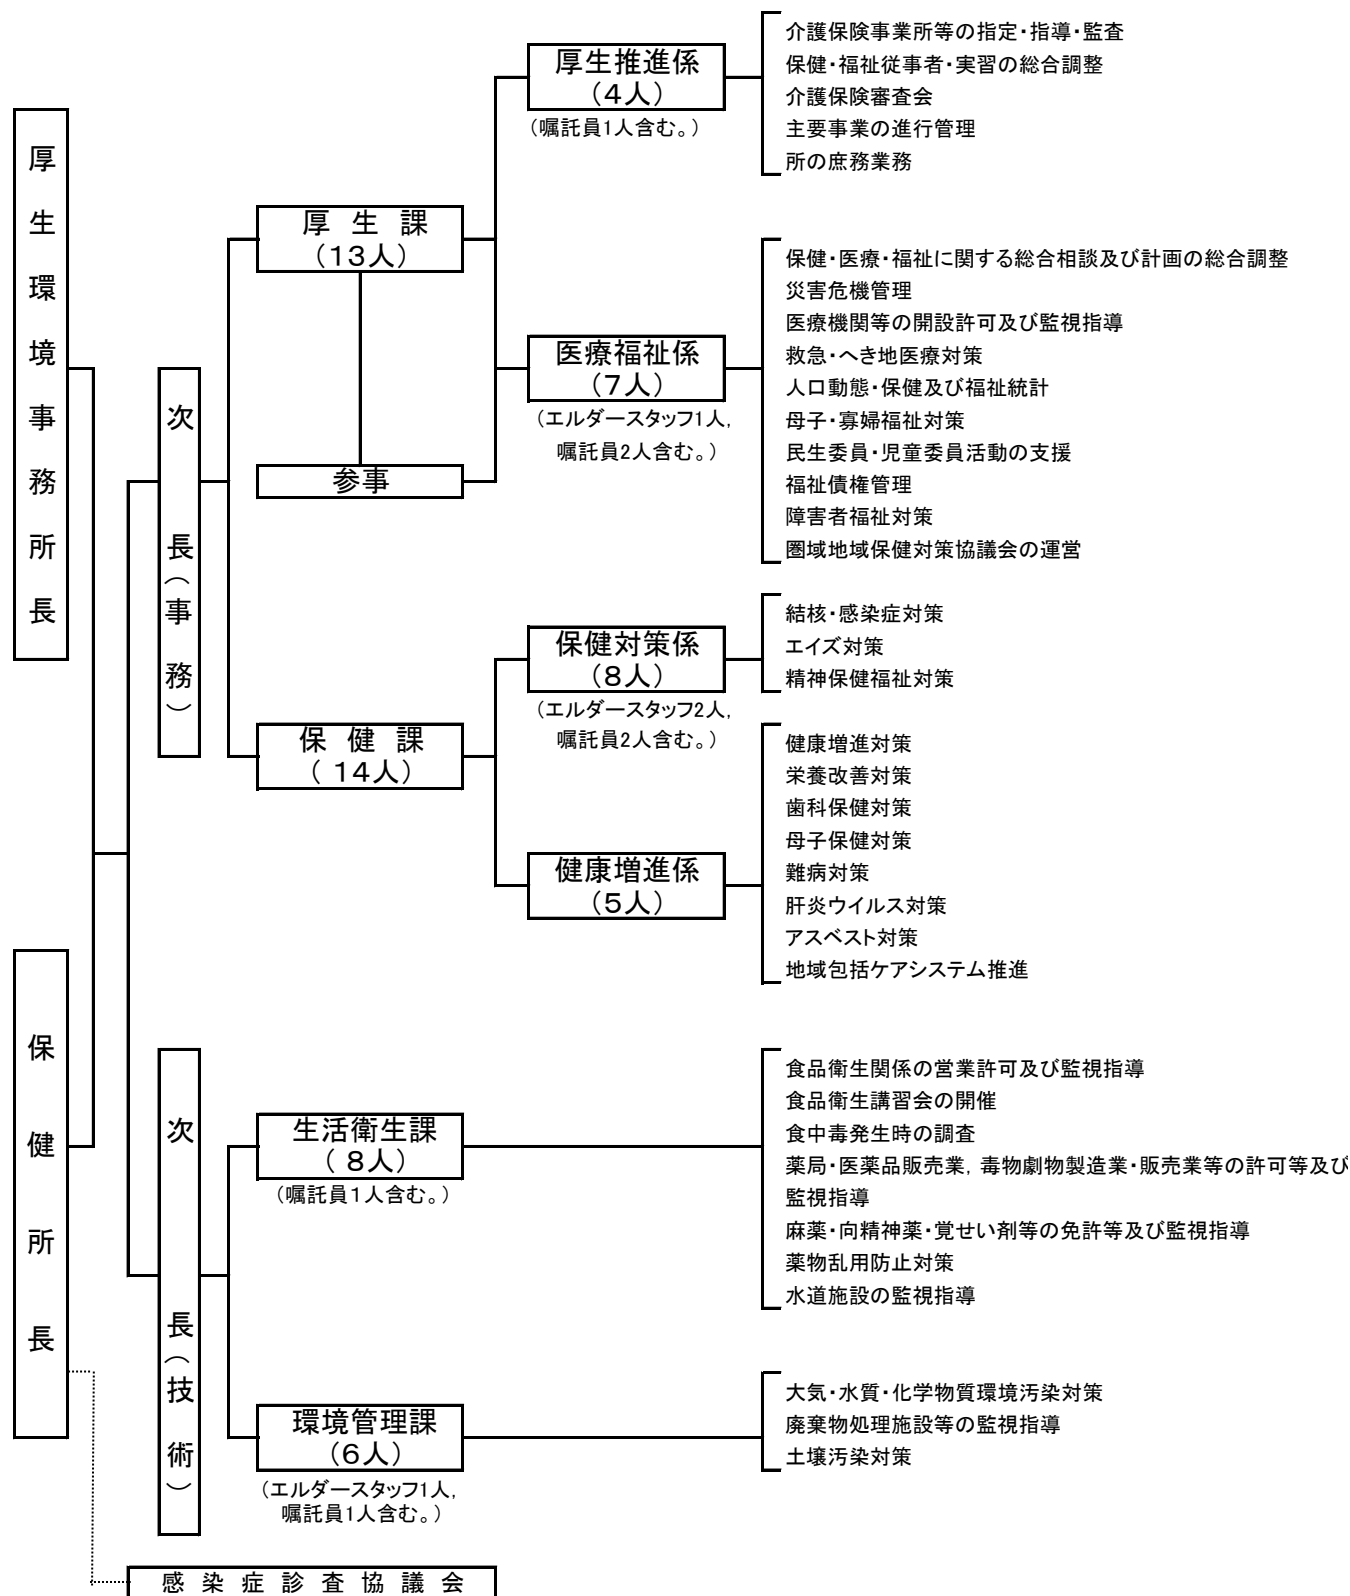 厚生環境事務所長
保健所長
次長(事務)
次長(技術)
厚生課
(13人)
参事
保健課
( 14人)
生活衛生課
( 8人)
(嘱託員1人含む。)
環境管理課
(6人)
(エルダースタッフ1人,
嘱託員1人含む。)
感染症診査協議会
厚生推進係
(4人)
(嘱託員1人含む。)
医療福祉係
(7人)
(エルダースタッフ1人,
嘱託員2人含む。)
保健対策係
(8人)
(エルダースタッフ2人,
嘱託員2人含む。)
健康増進係
(5人)
介護保険事業所等の指定・指導・監査
保健・福祉従事者・実習の総合調整
介護保険審査会
主要事業の進行管理
所の庶務業務
保健・医療・福祉に関する総合相談及び計画の総合調整
災害危機管理
医療機関等の開設許可及び監視指導
救急・へき地医療対策
人口動態・保健及び福祉統計
母子・寡婦福祉対策
民生委員・児童委員活動の支援
福祉債権管理
障害者福祉対策
圏域地域保健対策協議会の運営
結核・感染症対策
エイズ対策
精神保健福祉対策
健康増進対策
栄養改善対策
歯科保健対策
母子保健対策
難病対策
肝炎ウイルス対策
アスベスト対策
地域包括ケアシステム推進
食品衛生関係の営業許可及び監視指導
食品衛生講習会の開催
食中毒発生時の調査
薬局・医薬品販売業, 毒物劇物製造業・販売業等の許可等及び
監視指導
麻薬・向精神薬・覚せい剤等の免許等及び監視指導
薬物乱用防止対策
水道施設の監視指導
大気・水質・化学物質環境汚染対策
廃棄物処理施設等の監視指導
土壌汚染対策